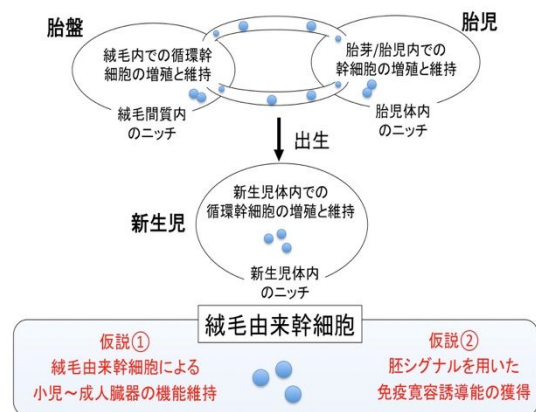 胎盤
胎児
絨毛内での循環幹
細胞の増殖と維持
絨毛間質内
のニッチ
胎芽/胎児内での
幹細胞の増殖と維持
胎児体内
のニッチ
出生
新生児
新生児体内での
循環幹細胞の増殖と維持
新生児体内
のニッチ
絨毛由来幹細胞
仮説①
絨毛由来幹細胞による
小児〜成人臓器の機能維持
仮説②
胚シグナルを用いた
免疫寛容誘導能の獲得